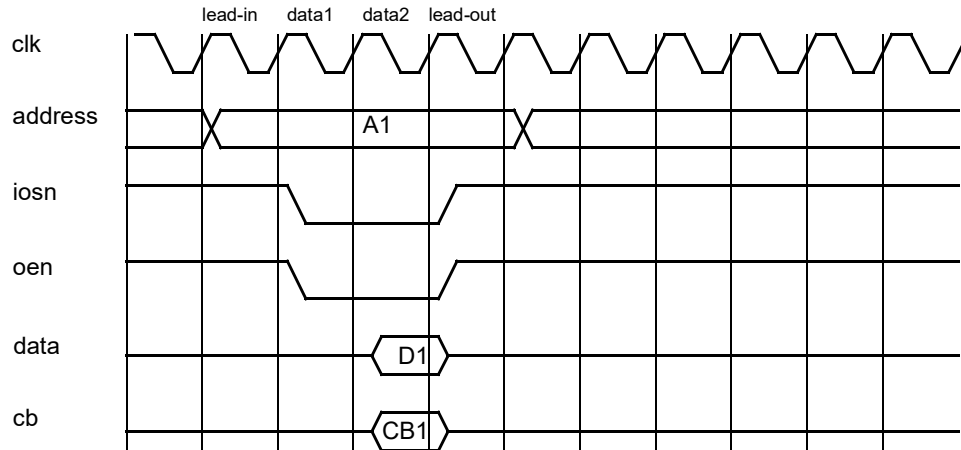 lead-in data1 data2 lead-out
clk
address A1
iosn
oen
data D1
cb CB1